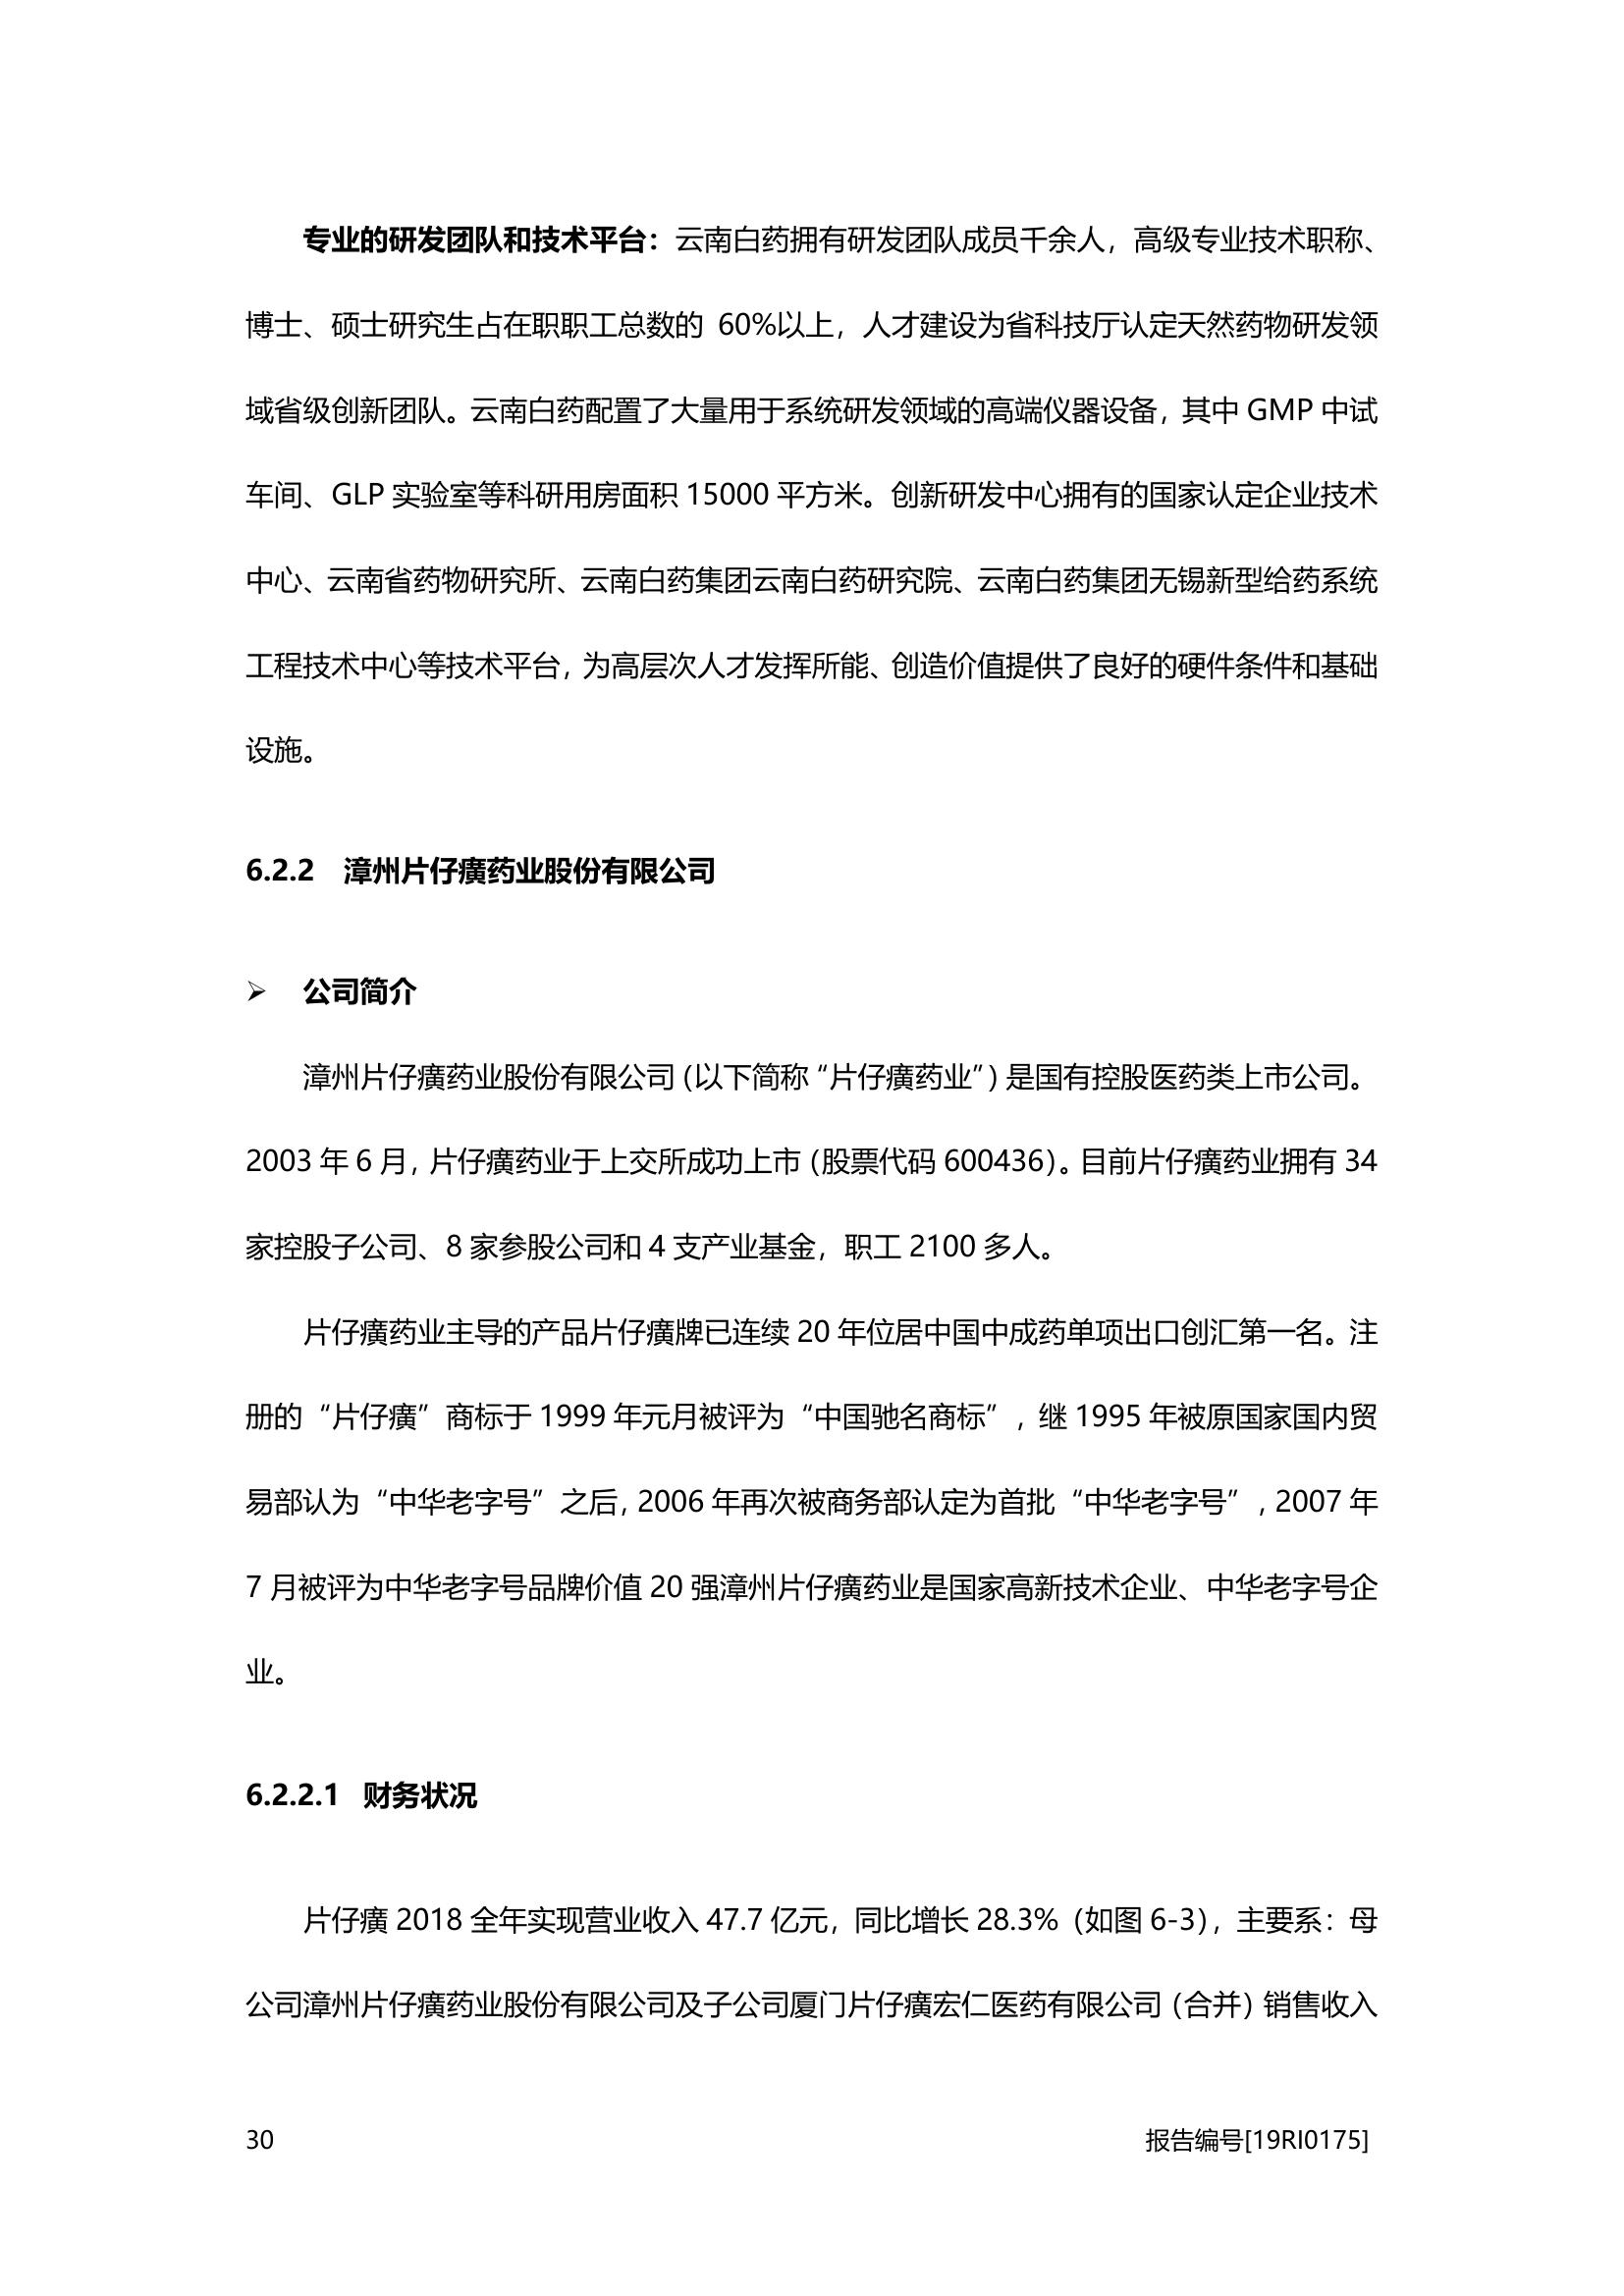 专业的研发团队和技术平台：云南白药拥有研发团队成员千余人，高级专业技术职称、
博士、硕士研究生占在职职工总数的 60%以上，人才建设为省科技厅认定天然药物研发领
域省级创新团队。云南白药配置了大量用于系统研发领域的高端仪器设备，其中 GMP 中试
车间、GLP 实验室等科研用房面积 15000 平方米。创新研发中心拥有的国家认定企业技术
中心、云南省药物研究所、云南白药集团云南白药研究院、云南白药集团无锡新型给药系统
工程技术中心等技术平台，为高层次人才发挥所能、创造价值提供了良好的硬件条件和基础
设施。
6.2.2 漳州片仔癀药业股份有限公司
➢ 公司简介
漳州片仔癀药业股份有限公司（以下简称“片仔癀药业”）是国有控股医药类上市公司。
2003 年 6 月，片仔癀药业于上交所成功上市（股票代码 600436）。目前片仔癀药业拥有 34
家控股子公司、8 家参股公司和 4 支产业基金，职工 2100 多人。
片仔癀药业主导的产品片仔癀牌已连续 20 年位居中国中成药单项出口创汇第一名。注
册的“片仔癀”商标于 1999 年元月被评为“中国驰名商标”，继 1995 年被原国家国内贸
易部认为“中华老字号”之后，2006 年再次被商务部认定为首批“中华老字号”，2007 年
7 月被评为中华老字号品牌价值 20 强漳州片仔癀药业是国家高新技术企业、中华老字号企
业。
6.2.2.1 财务状况
片仔癀 2018 全年实现营业收入 47.7 亿元，同比增长 28.3%（如图 6-3），主要系：母
公司漳州片仔癀药业股份有限公司及子公司厦门片仔癀宏仁医药有限公司（合并）销售收入
30 报告编号[19RI0175]